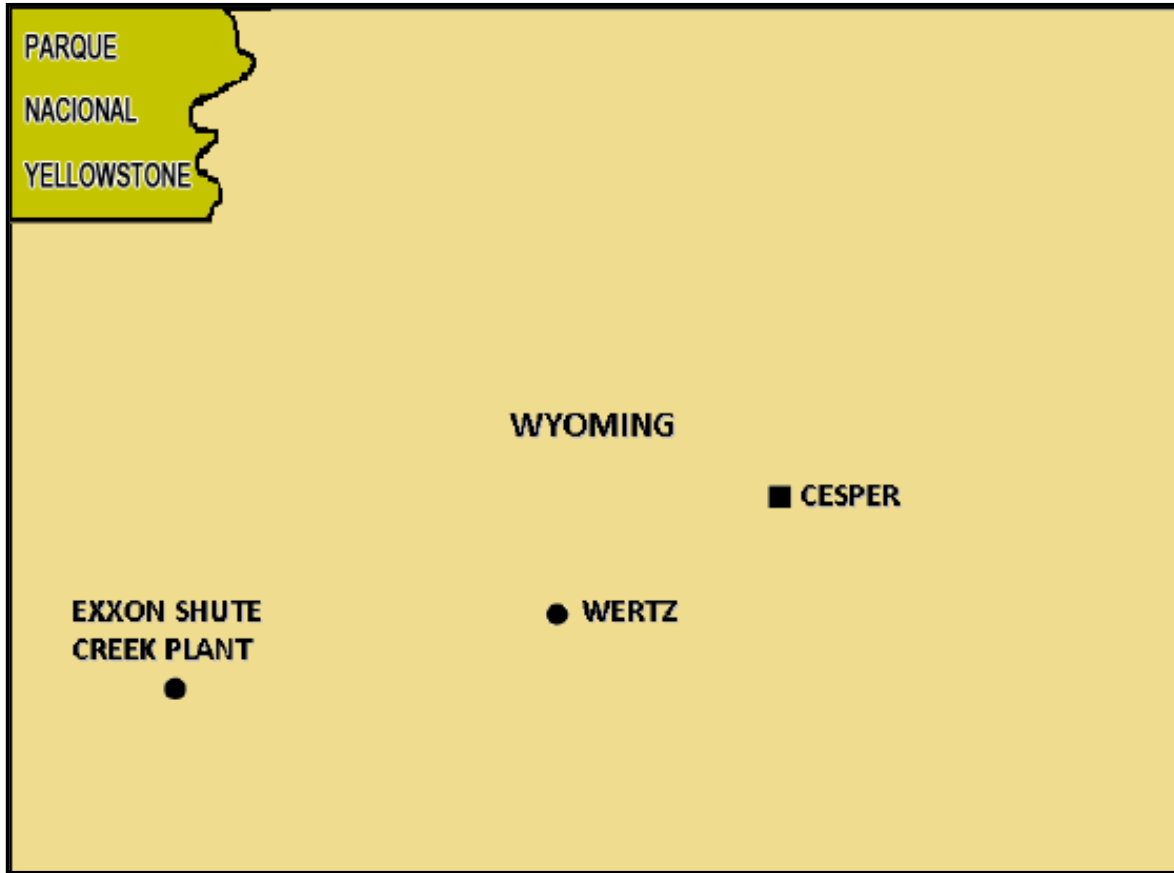 PARQUE
NACIONAL
YELLOWSTONE
WYOMING
CESPER
EXXON SHUTE
CREEK PLANT
WERTZ